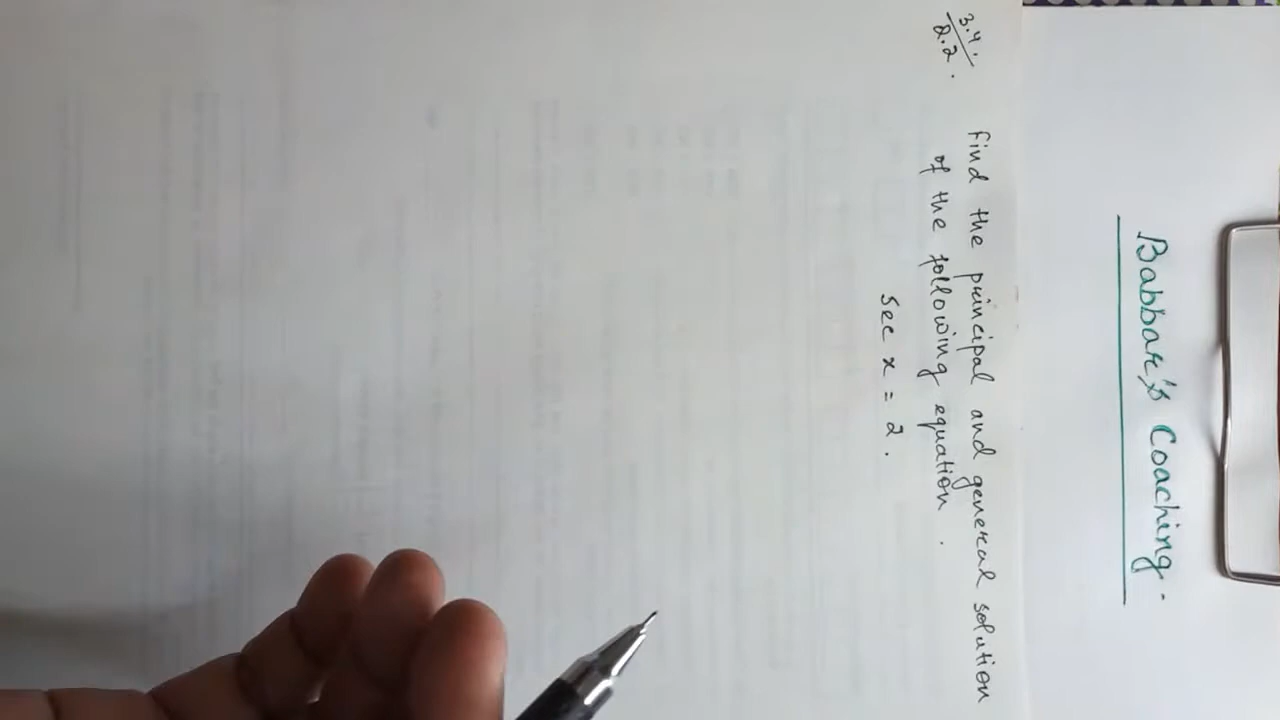 Babbar's Coaching.
3.4.
Q.2.
find the principal and general solution
of the following equation.
Sec x = 2.